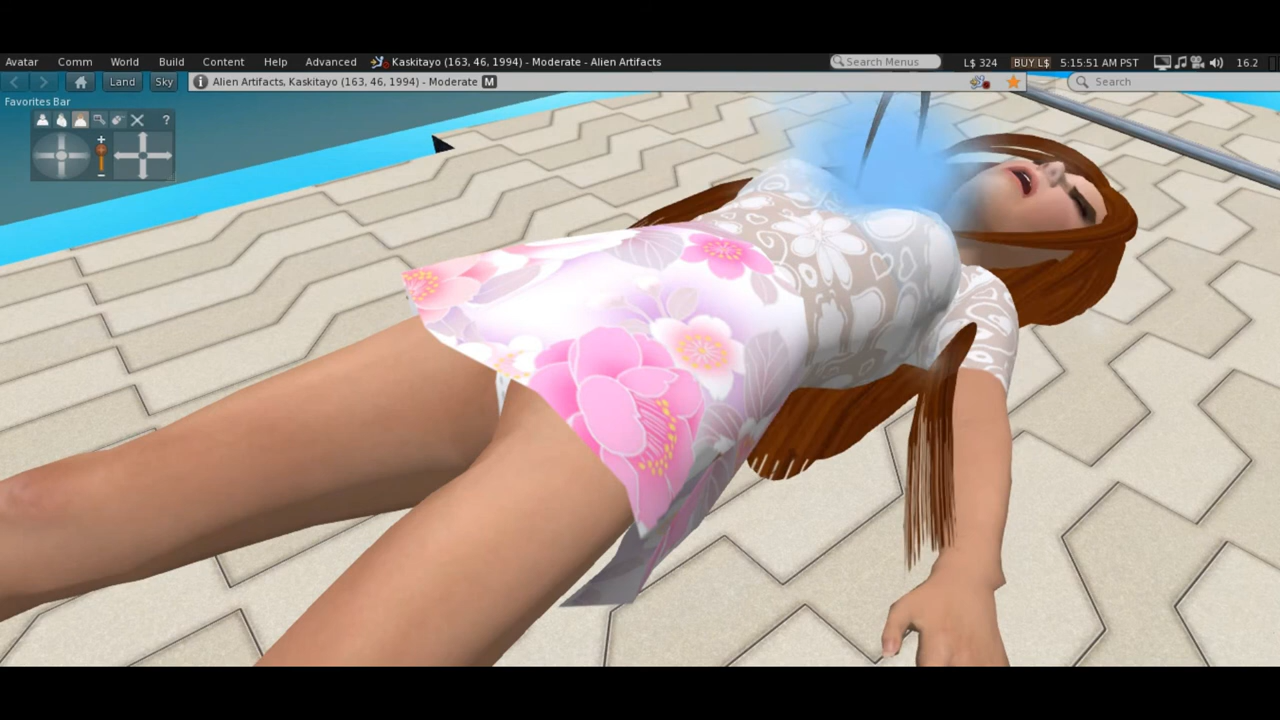 Avatar Comm World Build Content Help Advanced Kaskitayo (163, 46, 1994) - Moderate - Alien Artifacts Search Menus L$ 324 BUY L$ 5:15:51 AM PST 16.2
Land Sky i Alien Artifacts, Kaskitayo (163, 46, 1994) - Moderate M Search
Favorites Bar
?
+